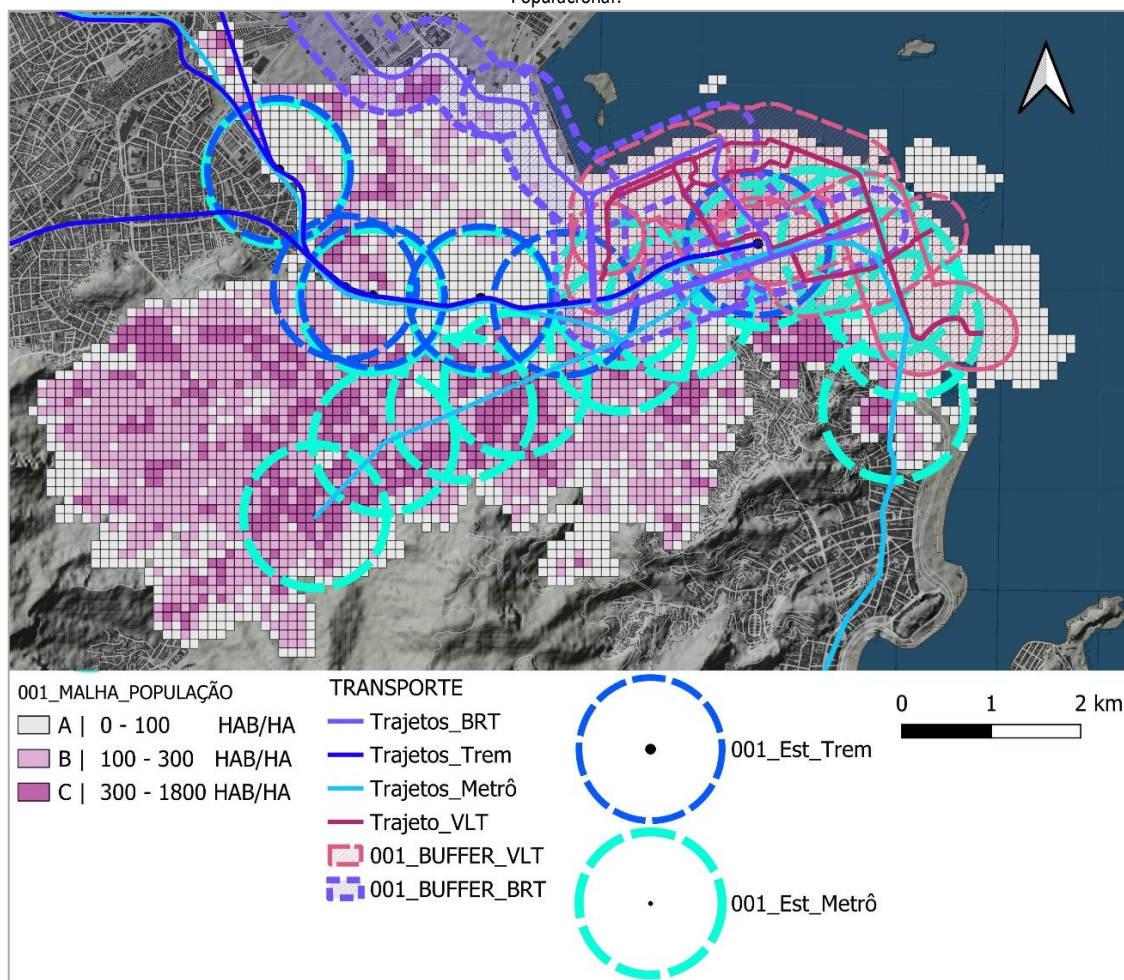 001_MALHA_POPULAÇÃO
A | 0 - 100 HAB/HA
B | 100 - 300 HAB/HA
C | 300 - 1800 HAB/HA
TRANSPORTE
Trajetos_BRT
Trajetos_Trem
Trajetos_Metrô
Trajeto_VLT
001_BUFFER_VLT
001_BUFFER_BRT
001_Est_Trem
001_Est_Metrô
0 1 2 km